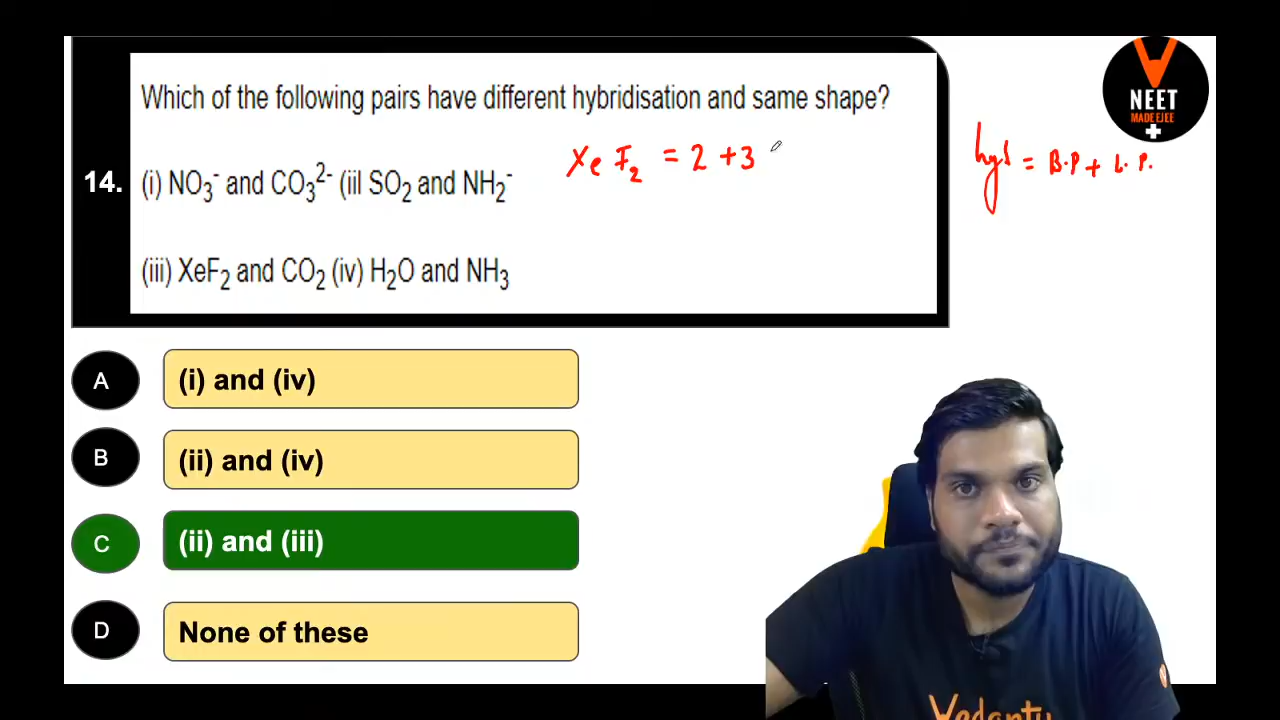 Which of the following pairs have different hybridisation and same shape?
XeF₂ = 2 + 3
hyd = B.P + L.P.
14.
(i) NO₃⁻ and CO₃²⁻ (iil SO₂ and NH₂⁻
(iii) XeF₂ and CO₂ (iv) H₂O and NH₃
NEET
MADE EJEE
A
(i) and (iv)
B
(ii) and (iv)
C
(ii) and (iii)
D
None of these
Vedantu